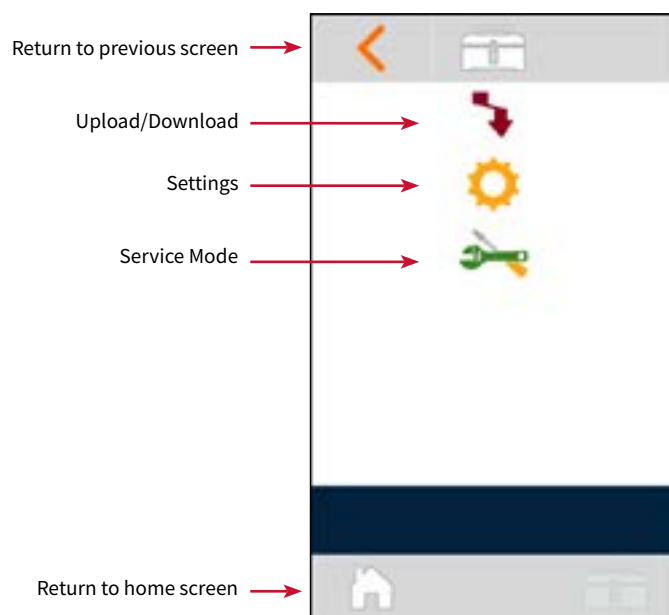 Return to previous screen
Upload/Download
Settings
Service Mode
Return to home screen